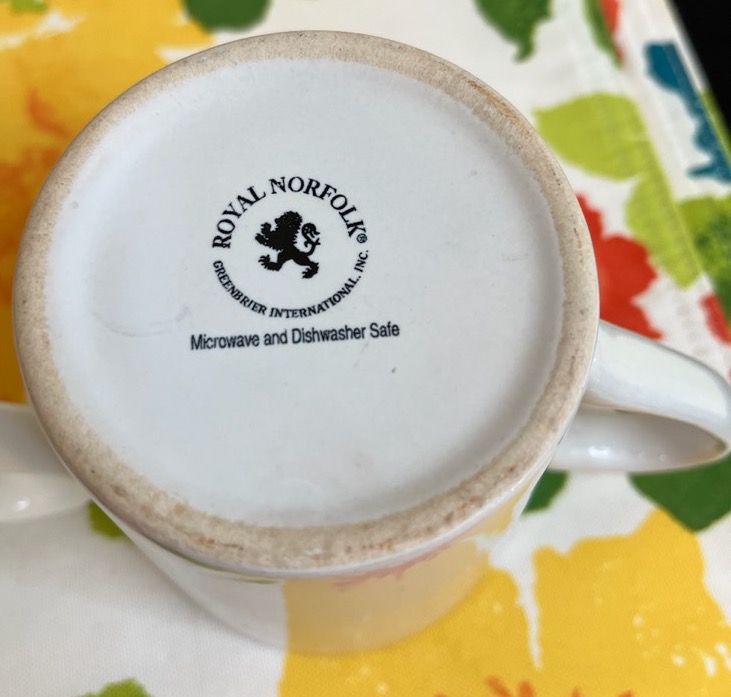 ROYAL NORFOLK®
GREENBRIER INTERNATIONAL, INC.
Microwave and Dishwasher Safe